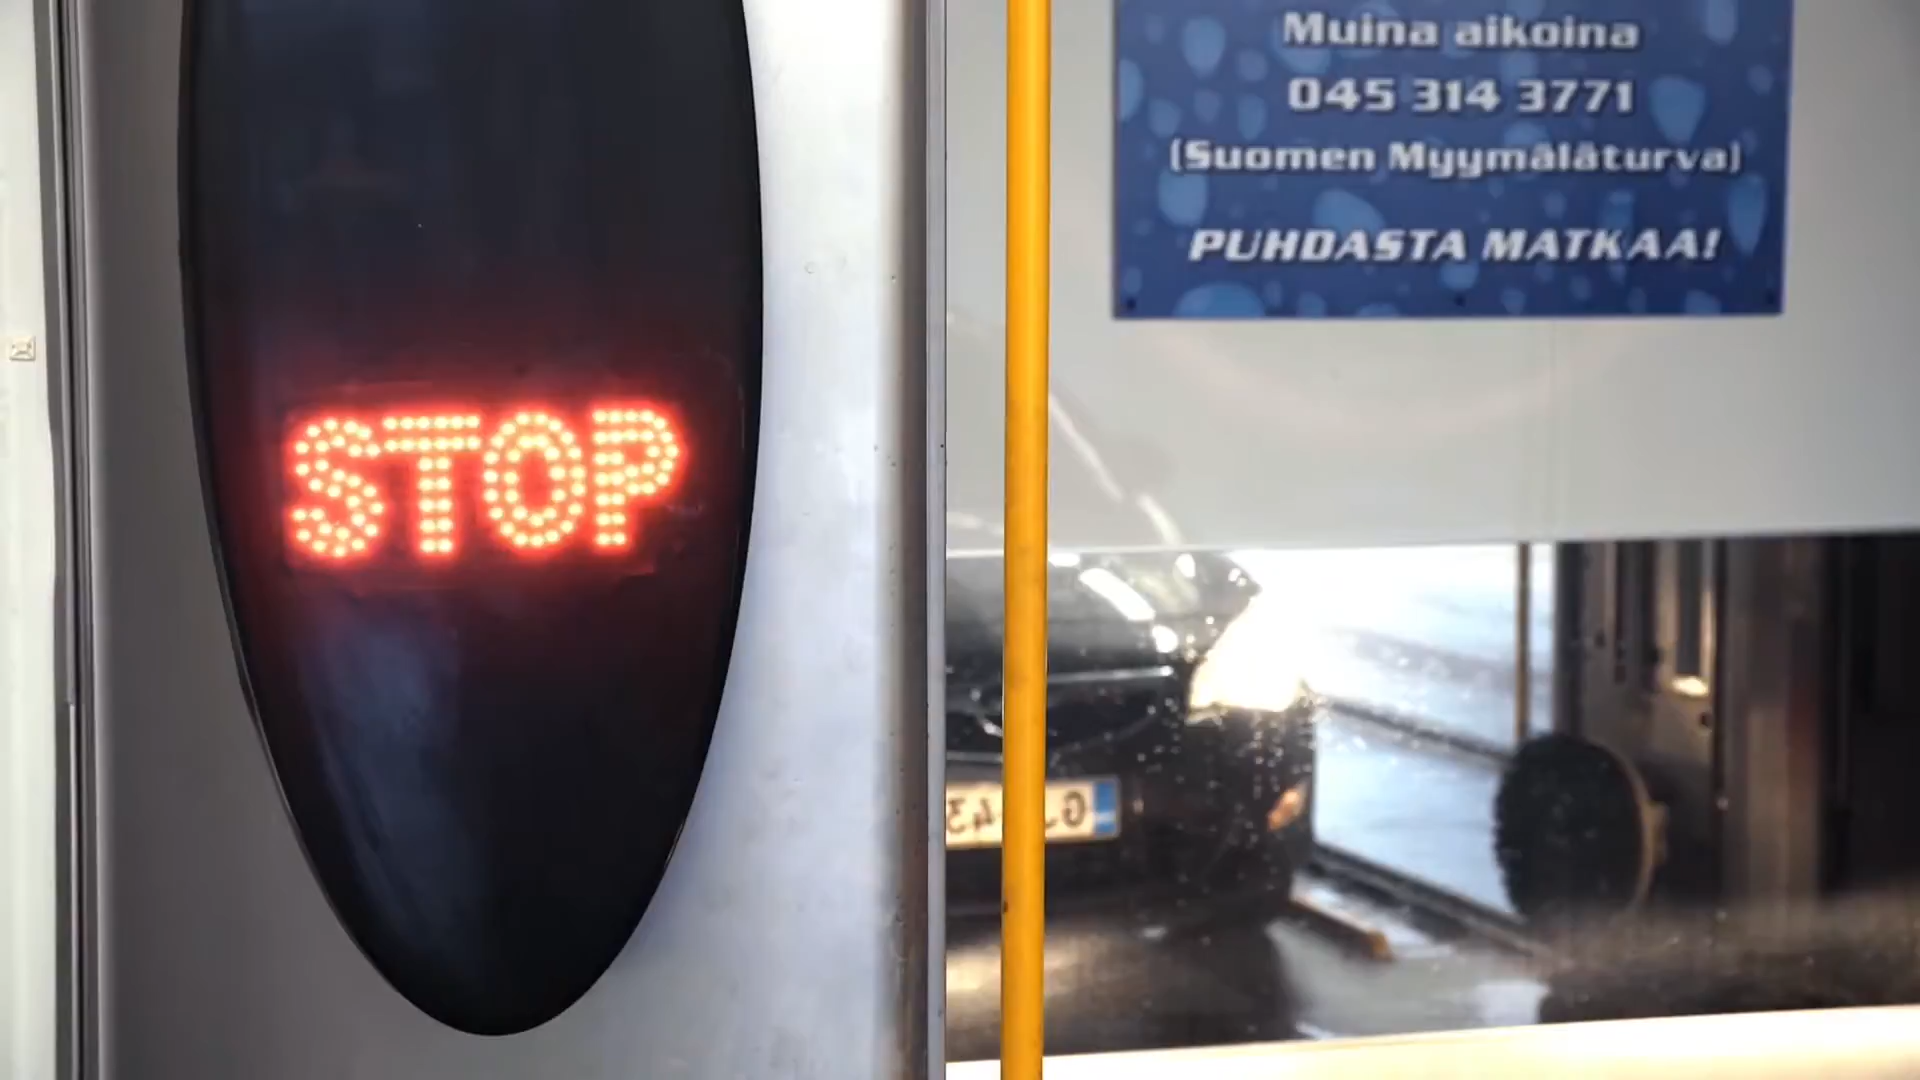 STOP
Muina aikoina
045 314 3771
(Suomen Myymäläturva)
PUHDASTA MATKAA!